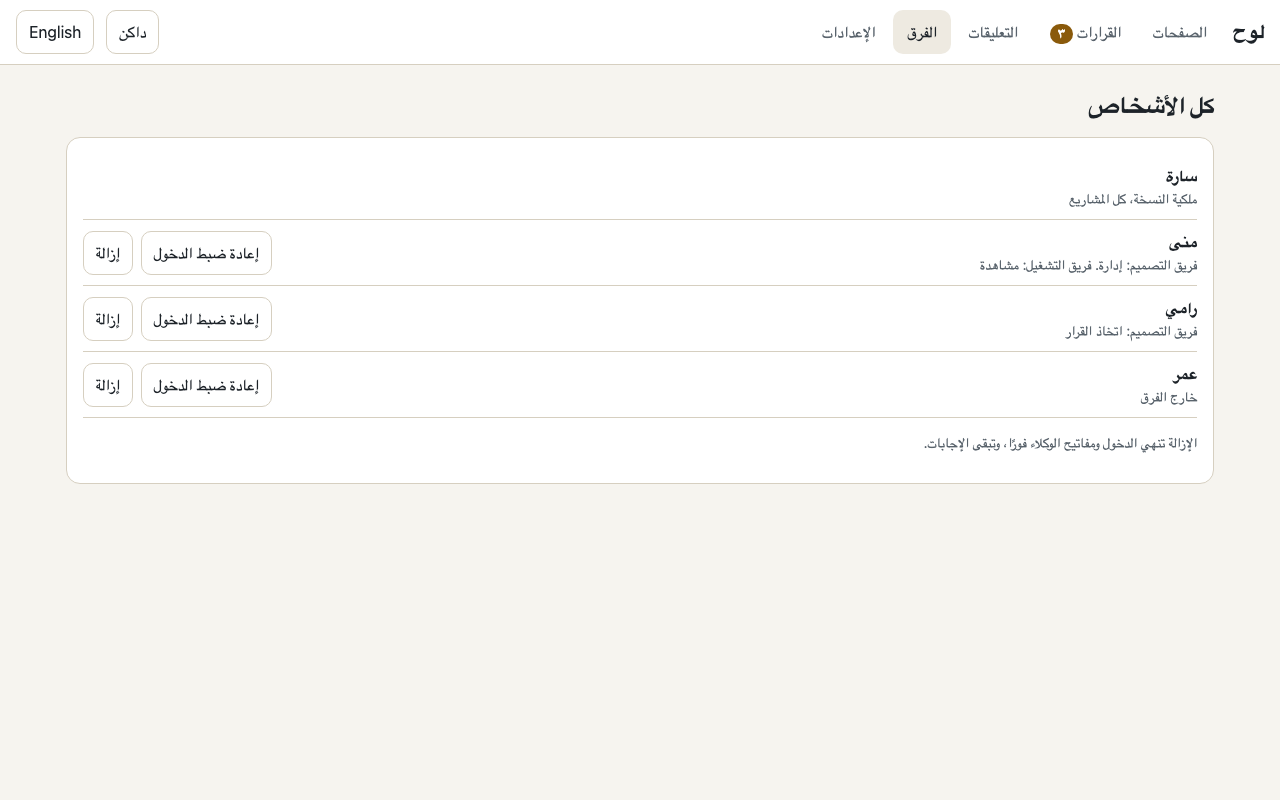 لوح
الصفحات
القرارات ٣
التعليقات
الفرق
الإعدادات
داكن
English
كل الأشخاص
سارة
ملكية النسخة، كل المشاريع
منى
فريق التصميم: إدارة. فريق التشغيل: مشاهدة
إعادة ضبط الدخول
إزالة
رامي
فريق التصميم: اتخاذ القرار
إعادة ضبط الدخول
إزالة
عمر
خارج الفرق
إعادة ضبط الدخول
إزالة
الإزالة تنهي الدخول ومفاتيح الوكلاء فورًا، وتبقى الإجابات.